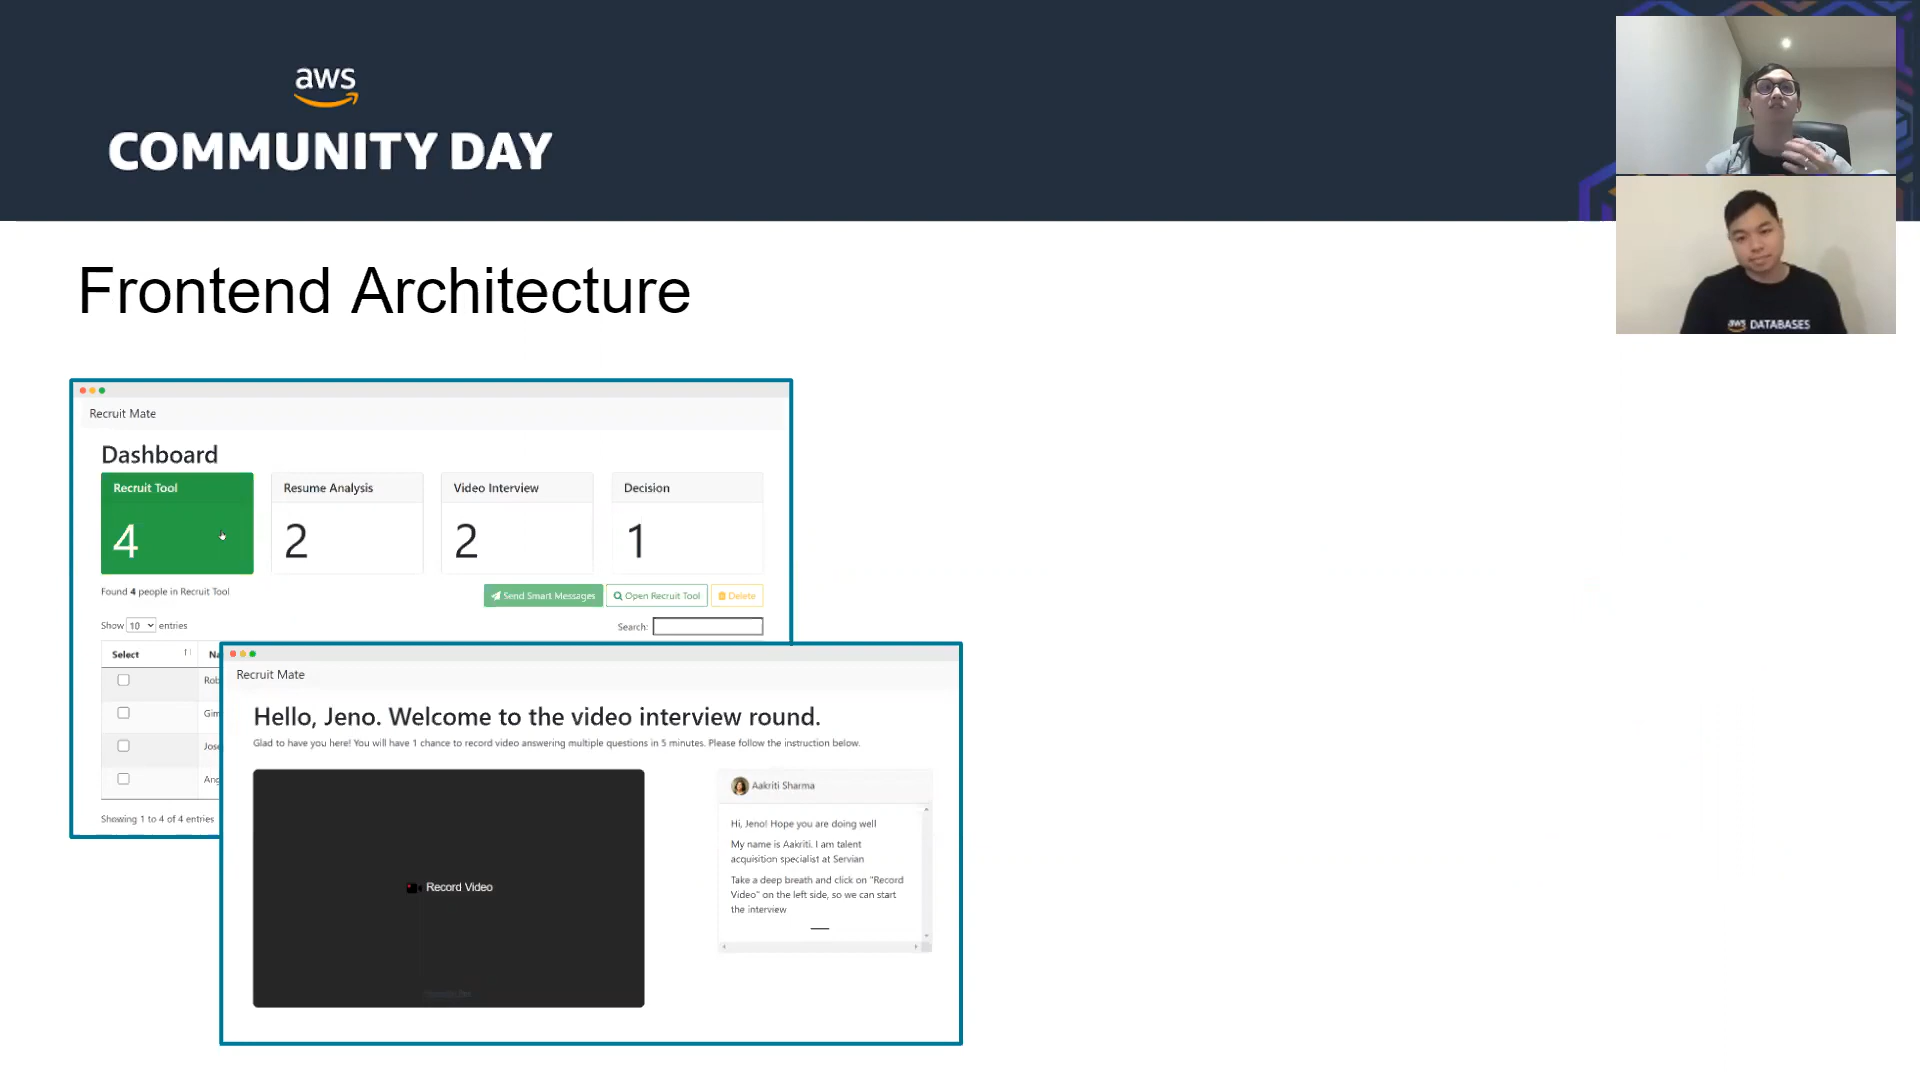 aws
COMMUNITY DAY
aws DATABASES
Frontend Architecture
Recruit Mate
Dashboard
Recruit Tool
4
Resume Analysis
2
Video Interview
2
Decision
1
Found 4 people in Recruit Tool
Send Smart Messages
Open Recruit Tool
Delete
Show 10 entries
Search:
Select
Na
Rob
Gim
Jose
Ang
Showing 1 to 4 of 4 entries
Recruit Mate
Hello, Jeno. Welcome to the video interview round.
Glad to have you here! You will have 1 chance to record video answering multiple questions in 5 minutes. Please follow the instruction below.
Record Video
Aakriti Sharma
Hi, Jeno! Hope you are doing well
My name is Aakriti. I am talent
acquisition specialist at Servian
Take a deep breath and click on "Record
Video" on the left side, so we can start
the interview